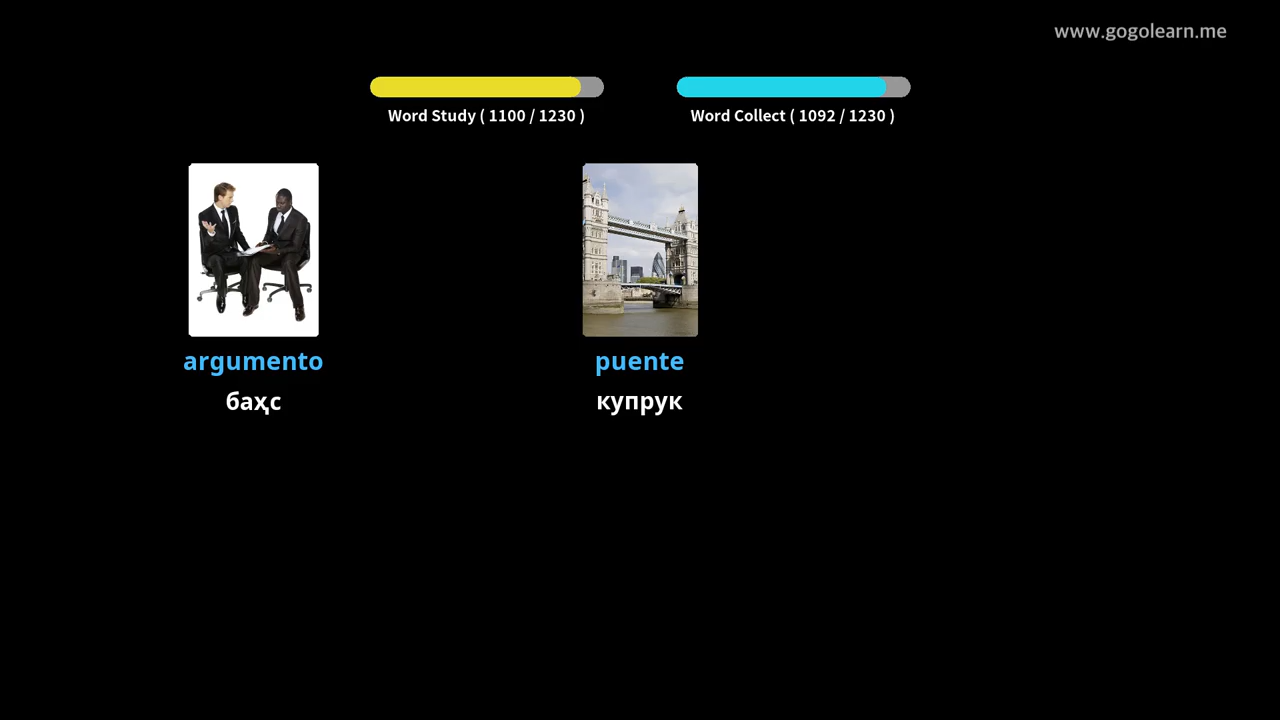 www.gogolearn.me
Word Study ( 1100 / 1230 )
Word Collect ( 1092 / 1230 )
argumento
баҳс
puente
купрук